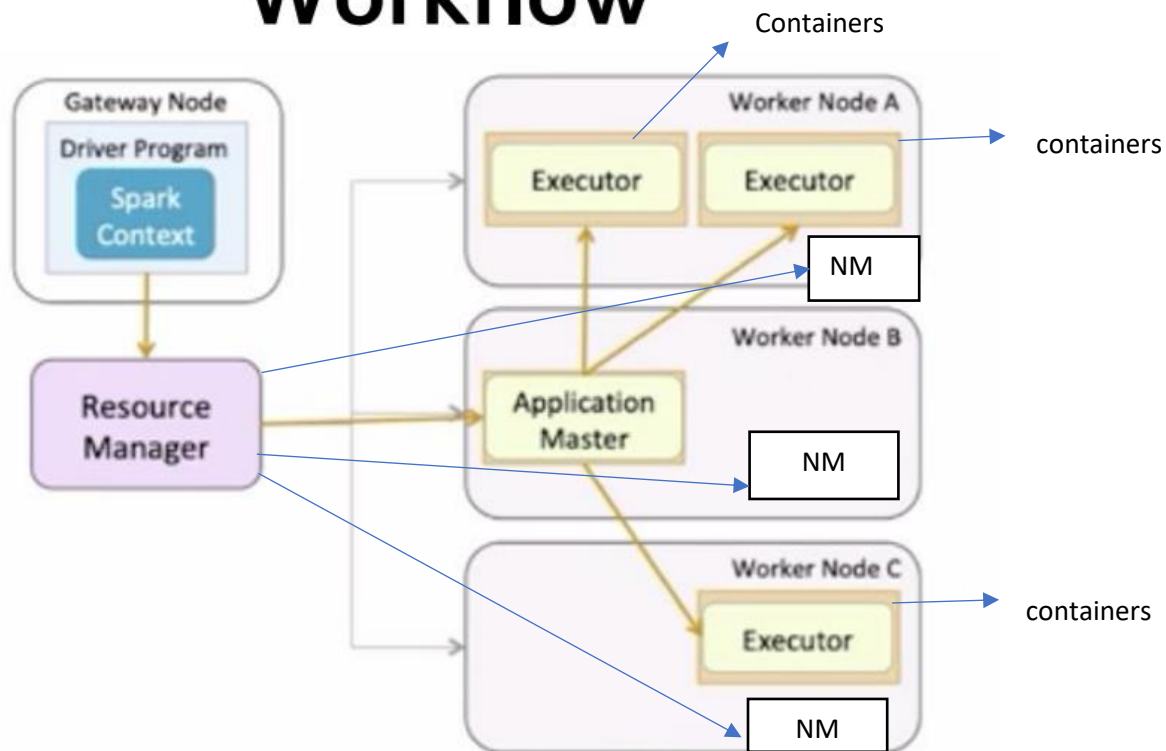 Workflow
Containers
Gateway Node
Driver Program
Spark
Context
Worker Node A
Executor
Executor
containers
NM
Resource
Manager
Worker Node B
Application
Master
NM
Worker Node C
Executor
containers
NM